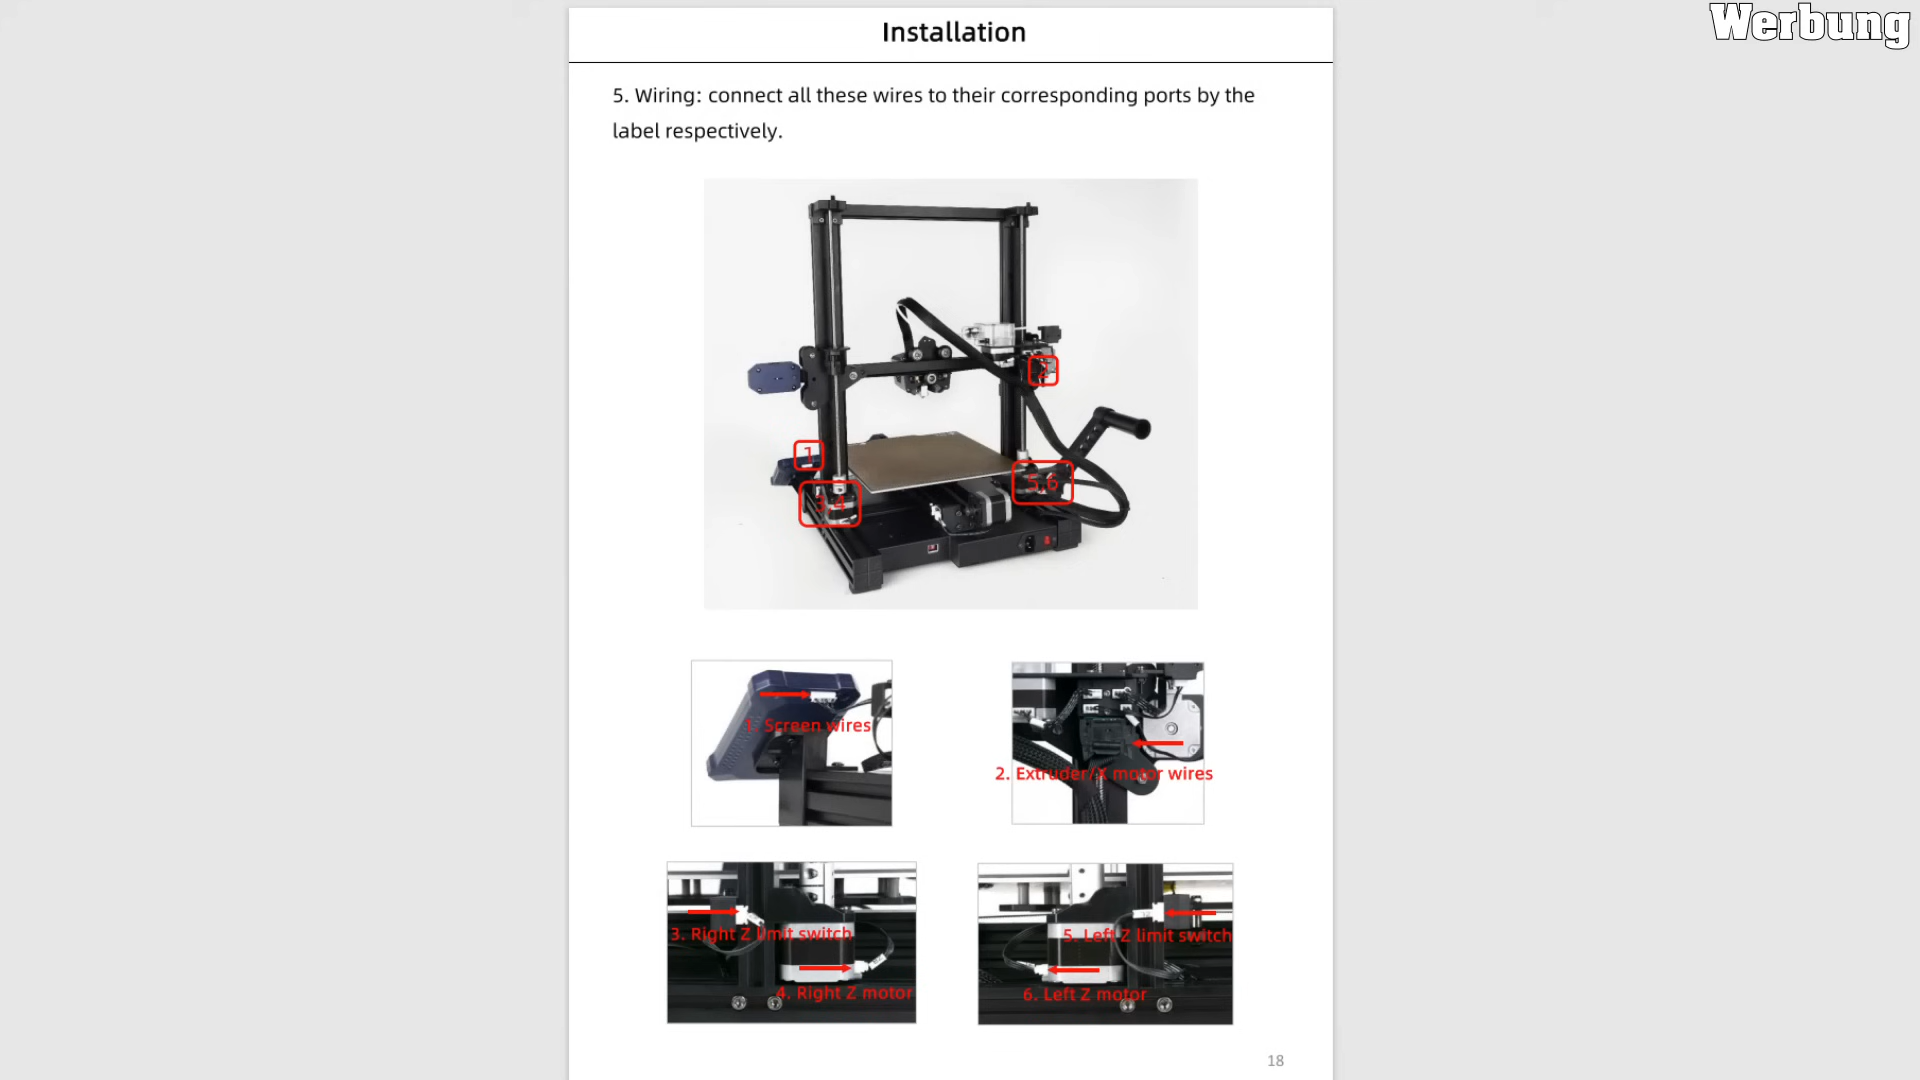 Installation
Werbung
5. Wiring: connect all these wires to their corresponding ports by the
label respectively.
2
1
3,4
5,6
1. Screen wires
2. Extruder/X motor wires
3. Right Z limit switch
4. Right Z motor
5. Left Z limit switch
6. Left Z motor
18